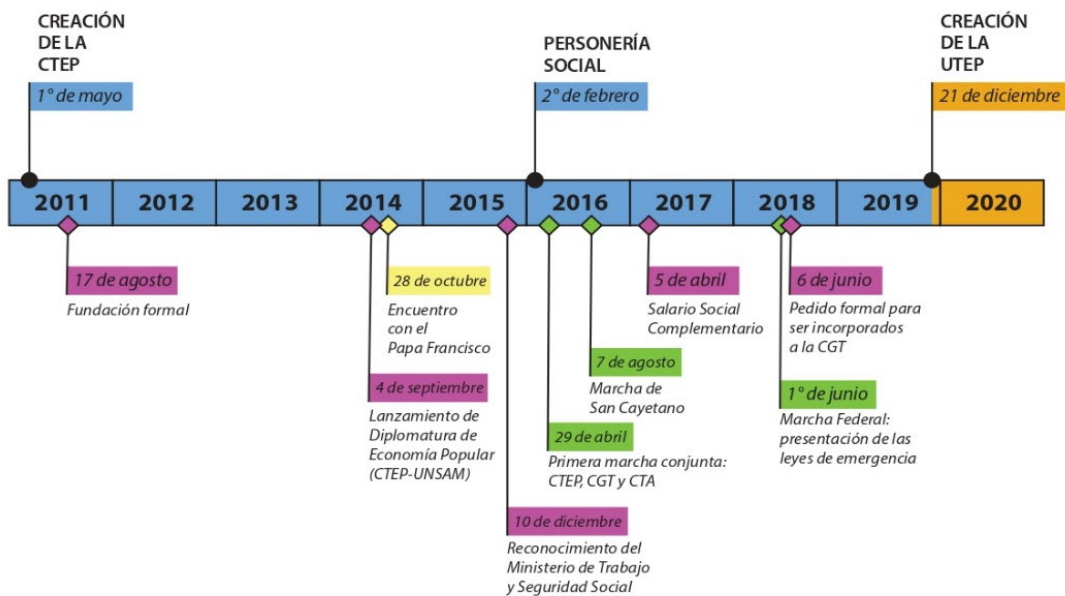 CREACIÓN
DE LA
CTEP
1° de mayo
PERSONERÍA
SOCIAL
2° de febrero
CREACIÓN
DE LA
UTEP
21 de diciembre
2011
2012
2013
2014
2015
2016
2017
2018
2019
2020
17 de agosto
Fundación formal
28 de octubre
Encuentro
con el
Papa Francisco
4 de septiembre
Lanzamiento de
Diplomatura de
Economía Popular
(CTEP-UNSAM)
10 de diciembre
Reconocimiento del
Ministerio de Trabajo
y Seguridad Social
29 de abril
Primera marcha conjunta:
CTEP, CGT y CTA
7 de agosto
Marcha de
San Cayetano
5 de abril
Salario Social
Complementario
6 de junio
Pedido formal para
ser incorporados
a la CGT
1° de junio
Marcha Federal:
presentación de las
leyes de emergencia